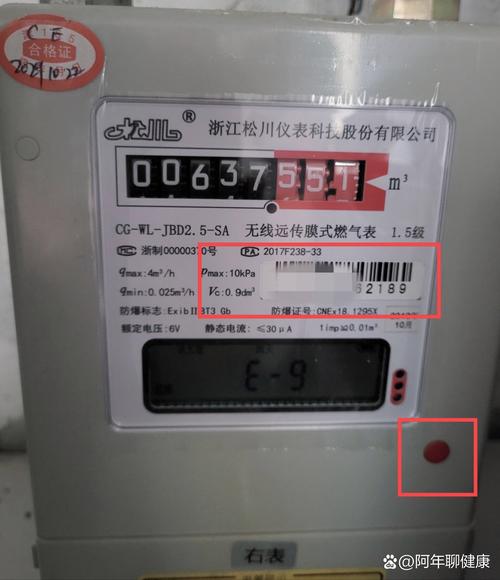 合格证
C E
2021.10.22
松川®
浙江松川仪表科技股份有限公司
00637551 m³
CG-WL-JBD2.5-SA 无线远传膜式燃气表 1.5级
浙制00000370号 PA 2017F238-33
qmax:4m³/h Pmax:10kPa
qmin:0.025m³/h Vc:0.9dm³ 62189
防爆标志:ExibⅡBT3 Gb 防爆证号:CNEx18.1295X
额定电压:6V 静态电流:≤30μA 1imp≙0.01m³ 10月
E-9
右表
@阿年聊健康